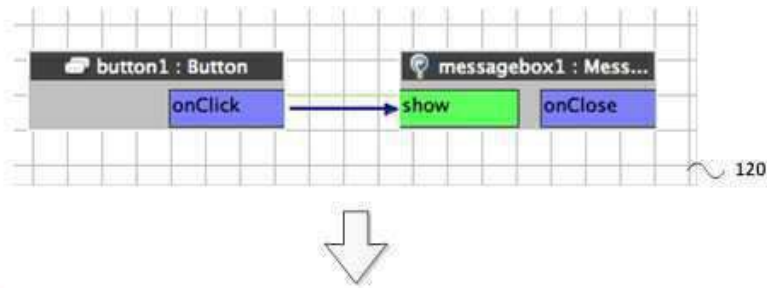 button1 : Button
messagebox1 : Mess...
onClick
show
onClose
120